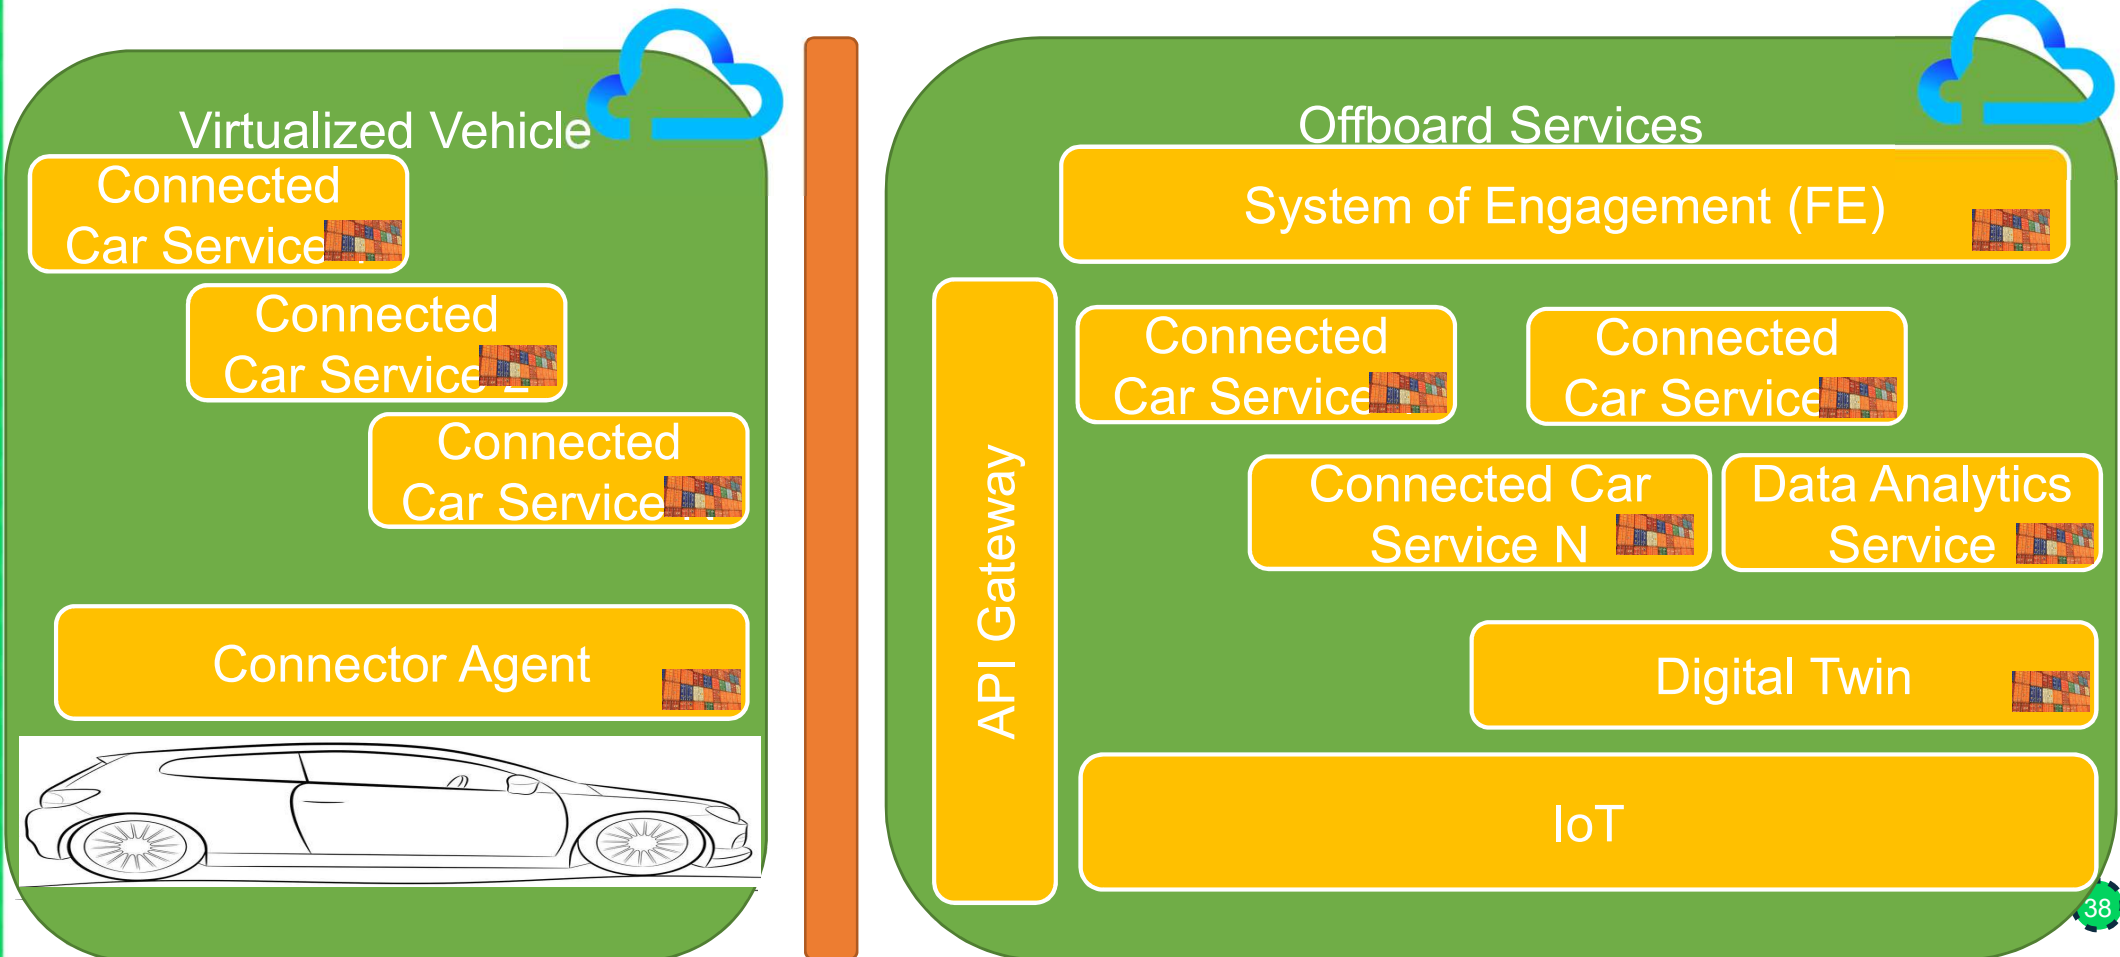 Virtualized Vehicle
Connected
Car Service
Connected
Car Service
Connected
Car Service
Connector Agent
Offboard Services
System of Engagement (FE)
API Gateway
Connected
Car Service
Connected
Car Service
Connected Car
Service N
Data Analytics
Service
Digital Twin
IoT
38